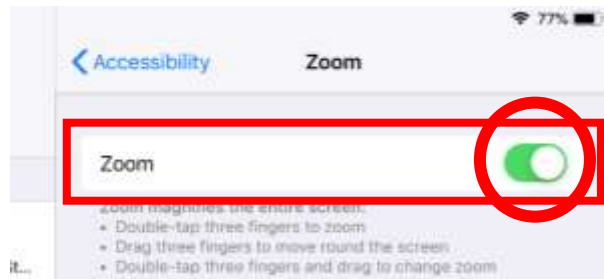 77%
Accessibility Zoom
Zoom
Zoom magnifies the entire screen:
• Double-tap three fingers to zoom
• Drag three fingers to move round the screen
it...
• Double-tap three fingers and drag to change zoom